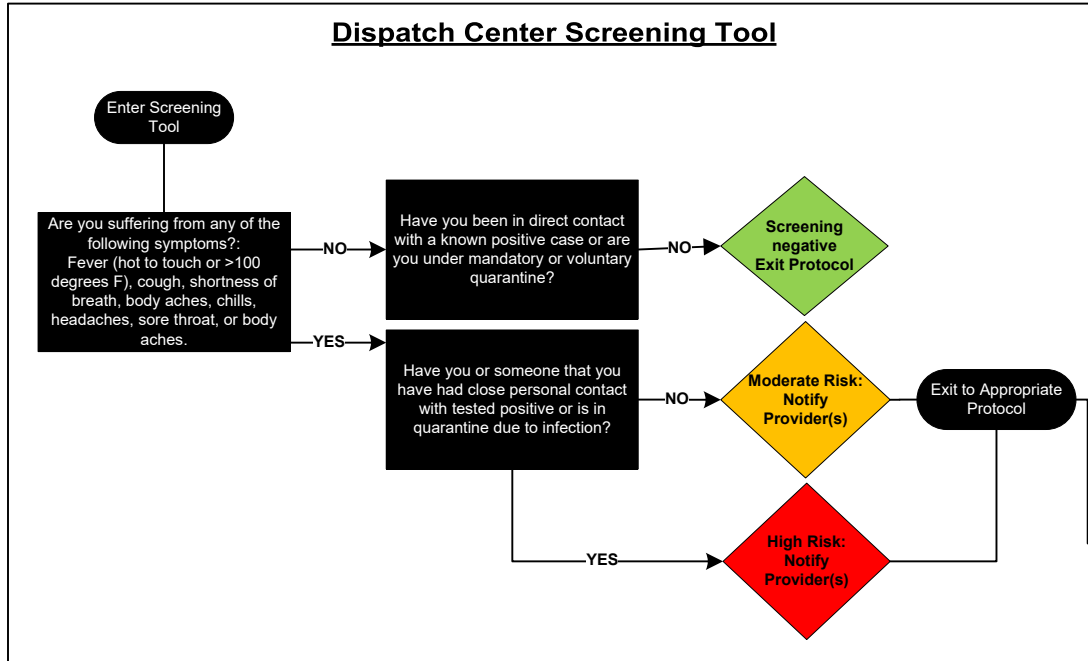 Dispatch Center Screening Tool
Enter Screening
Tool
Are you suffering from any of the
following symptoms?:
Fever (hot to touch or >100
degrees F), cough, shortness of
breath, body aches, chills,
headaches, sore throat, or body
aches.
NO
Have you been in direct contact
with a known positive case or are
you under mandatory or voluntary
quarantine?
NO
Screening
negative
Exit Protocol
YES
Have you or someone that you
have had close personal contact
with tested positive or is in
quarantine due to infection?
NO
Moderate Risk:
Notify
Provider(s)
Exit to Appropriate
Protocol
YES
High Risk:
Notify
Provider(s)